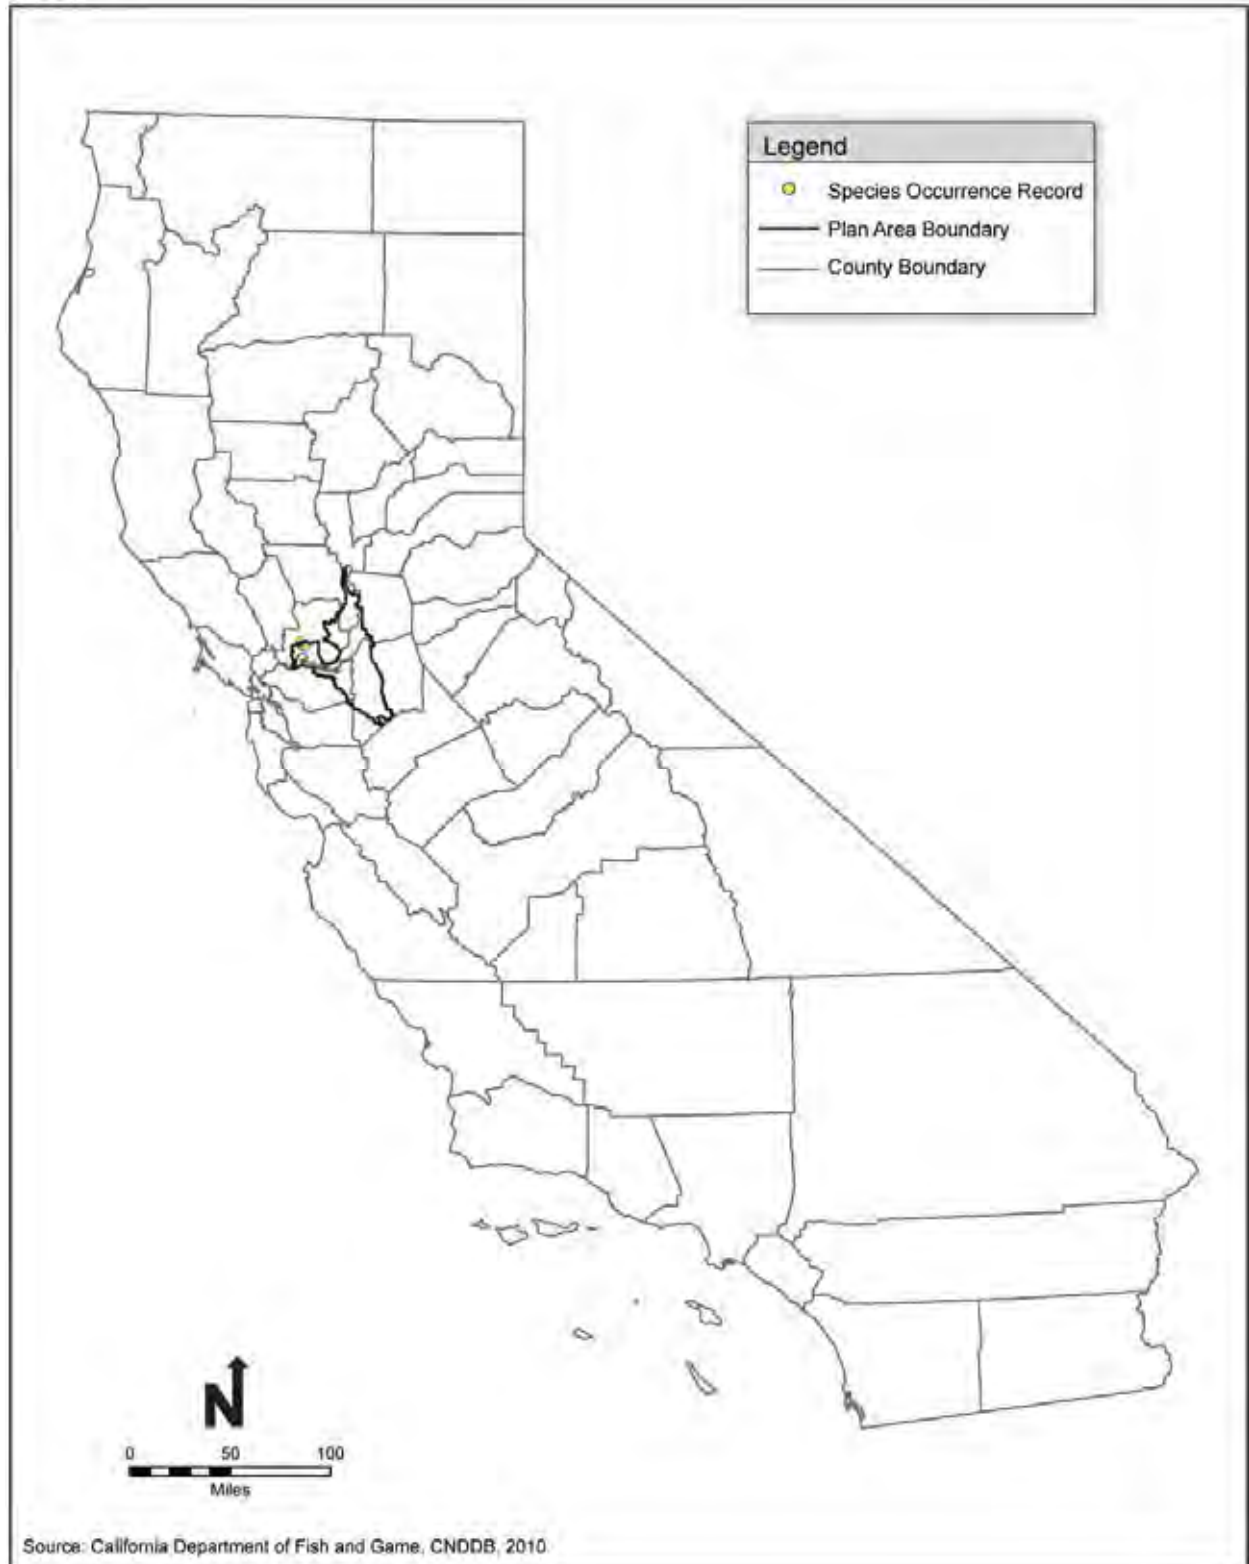 Legend
Species Occurrence Record
Plan Area Boundary
County Boundary
N
0 50 100
Miles
Source: California Department of Fish and Game, CNDDB, 2010